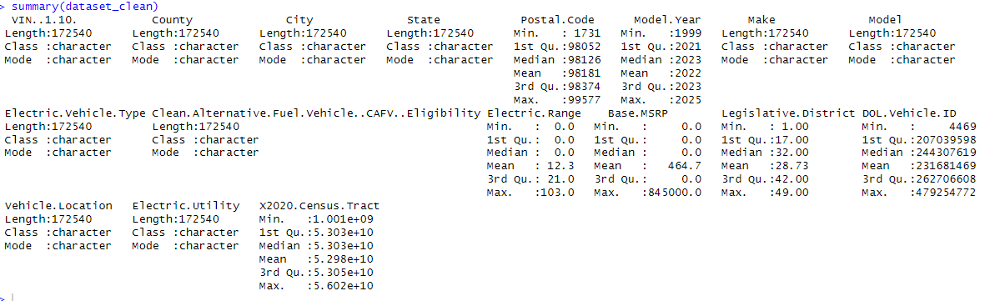 > summary(dataset_clean)
VIN..1.10. County City State Postal.Code Model.Year Make Model
Length:172540 Length:172540 Length:172540 Length:172540 Min. : 1731 Min. :1999 Length:172540 Length:172540
Class :character Class :character Class :character Class :character 1st Qu.:98052 1st Qu.:2021 Class :character Class :character
Mode :character Mode :character Mode :character Mode :character Median :98126 Median :2023 Mode :character Mode :character
Mean :98181 Mean :2022
3rd Qu.:98374 3rd Qu.:2023
Max. :99577 Max. :2025
Electric.Vehicle.Type Clean.Alternative.Fuel.Vehicle..CAFV..Eligibility Electric.Range Base.MSRP Legislative.District DOL.Vehicle.ID
Length:172540 Length:172540 Min. : 0.0 Min. : 0.0 Min. : 1.00 Min. : 4469
Class :character Class :character 1st Qu.: 0.0 1st Qu.: 0.0 1st Qu.:17.00 1st Qu.:207039598
Mode :character Mode :character Median : 0.0 Median : 0.0 Median :32.00 Median :244307619
Mean : 12.3 Mean : 464.7 Mean :28.73 Mean :231681469
3rd Qu.: 21.0 3rd Qu.: 0.0 3rd Qu.:42.00 3rd Qu.:262706608
Max. :103.0 Max. :845000.0 Max. :49.00 Max. :479254772
Vehicle.Location Electric.Utility X2020.Census.Tract
Length:172540 Length:172540 Min. :1.001e+09
Class :character Class :character 1st Qu.:5.303e+10
Mode :character Mode :character Median :5.303e+10
Mean :5.298e+10
3rd Qu.:5.305e+10
Max. :5.602e+10
>